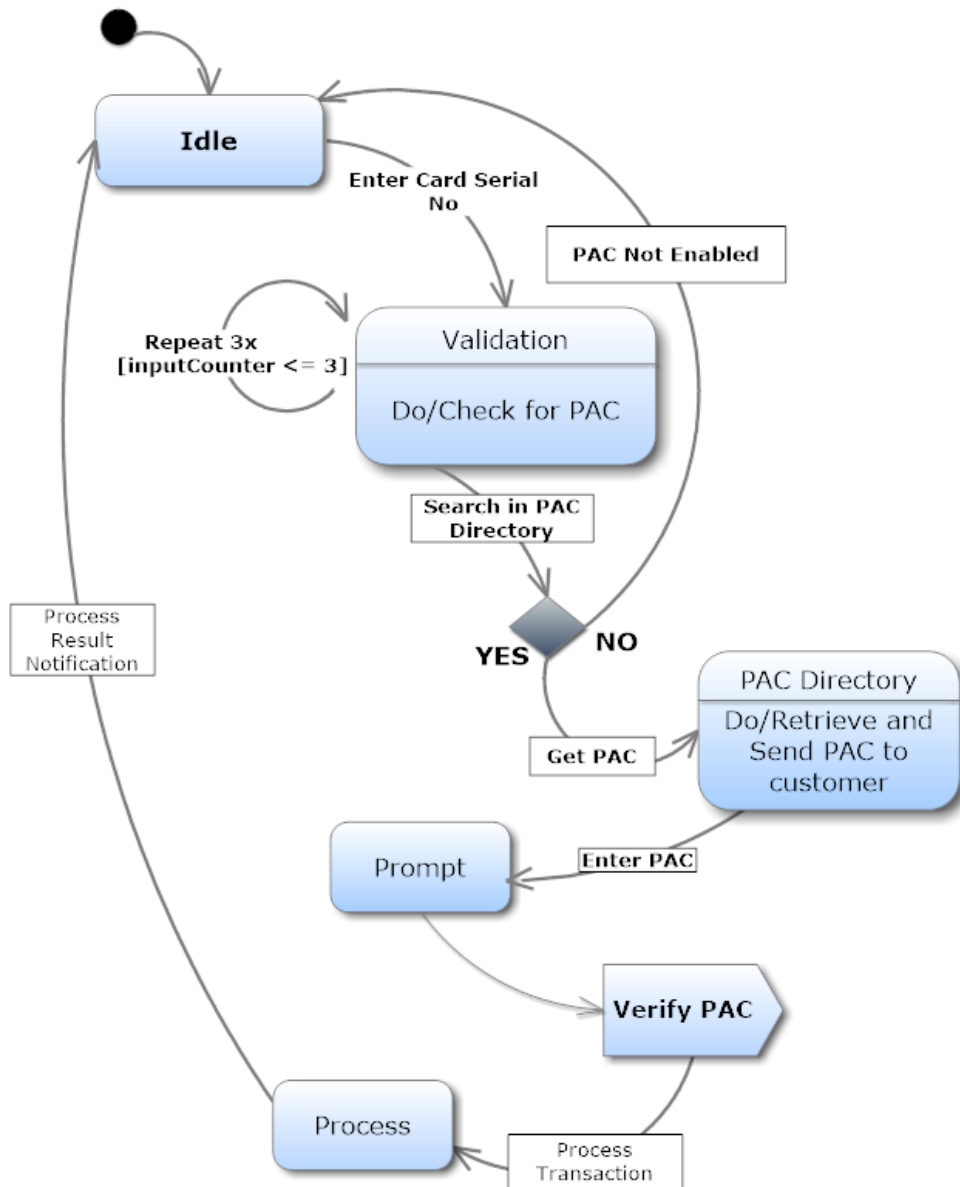 Idle
Enter Card Serial
No
PAC Not Enabled
Repeat 3x
[inputCounter <= 3]
Validation
Do/Check for PAC
Search in PAC
Directory
YES
NO
Process
Result
Notification
PAC Directory
Do/Retrieve and
Send PAC to
customer
Get PAC
Enter PAC
Prompt
Verify PAC
Process
Process
Transaction